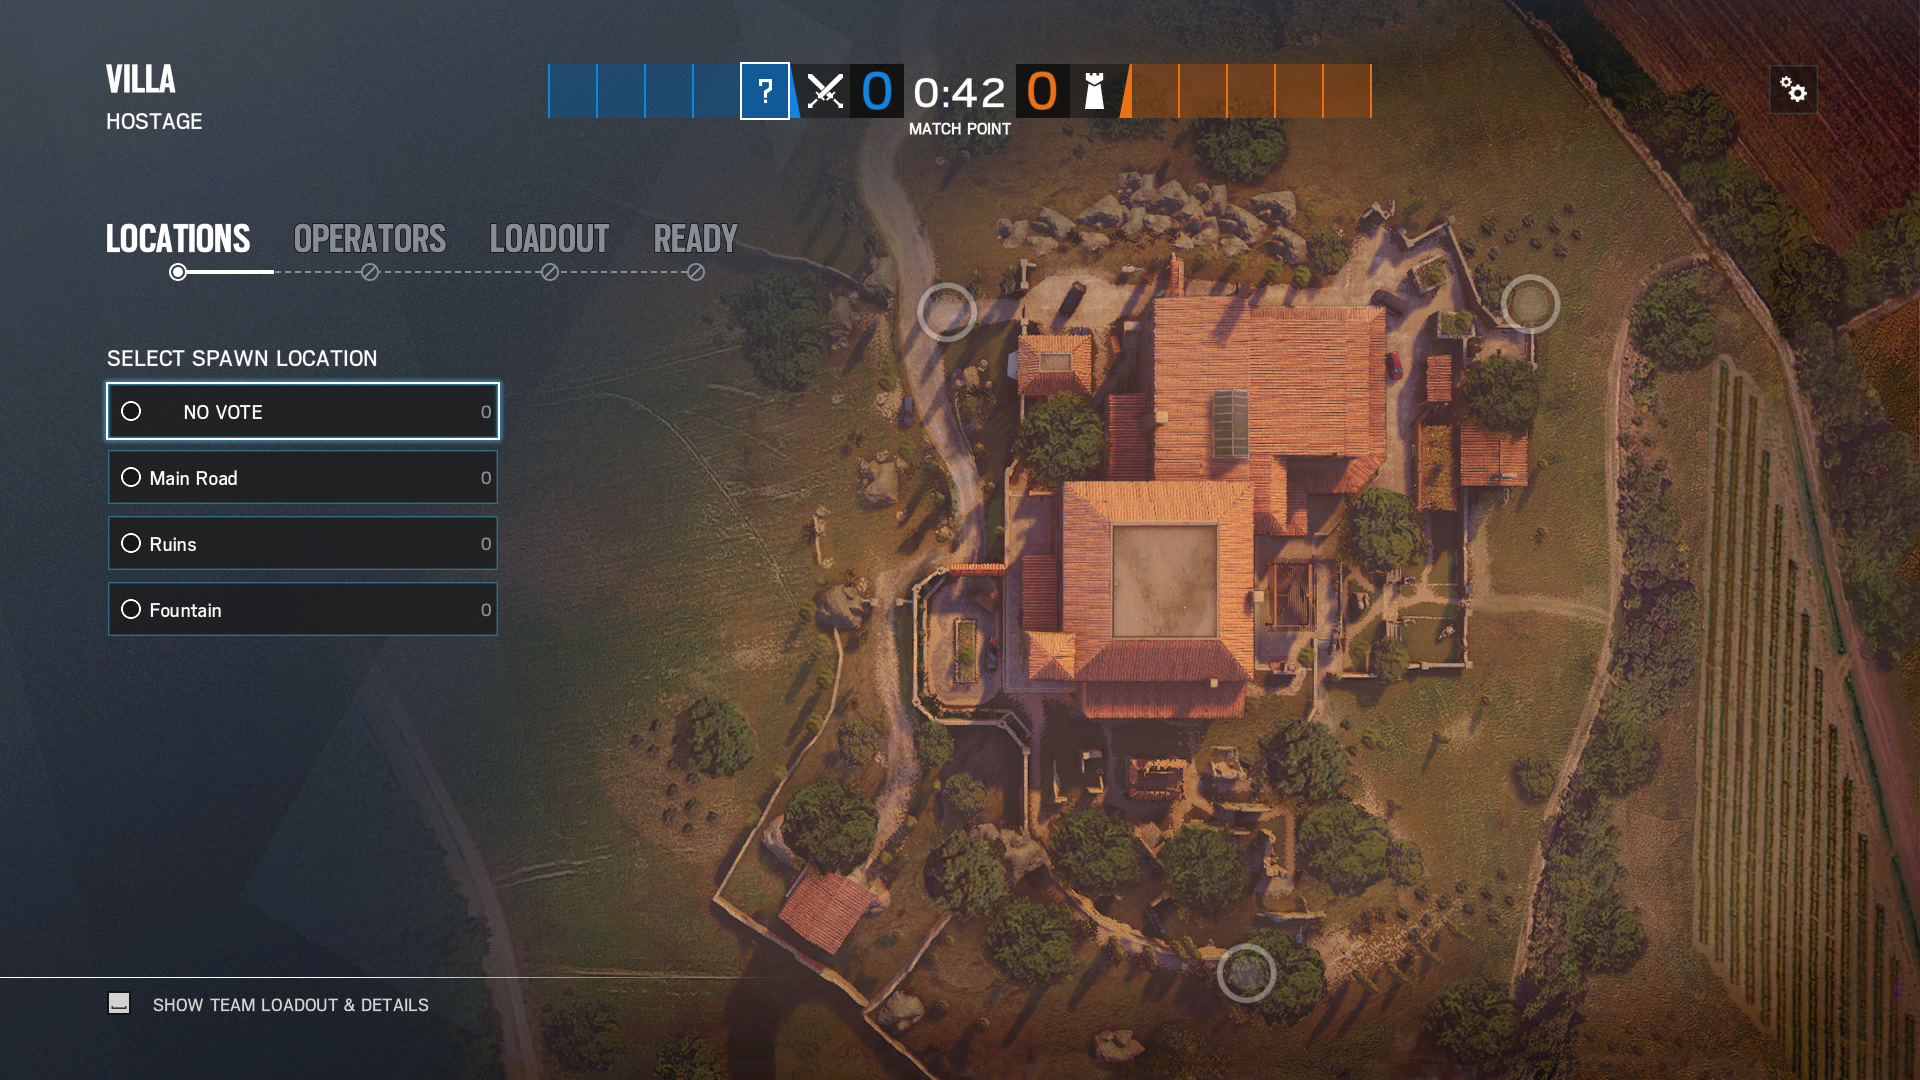 VILLA
HOSTAGE
?
0
0:42
0
MATCH POINT
LOCATIONS
OPERATORS
LOADOUT
READY
SELECT SPAWN LOCATION
NO VOTE 0
Main Road 0
Ruins 0
Fountain 0
SHOW TEAM LOADOUT & DETAILS